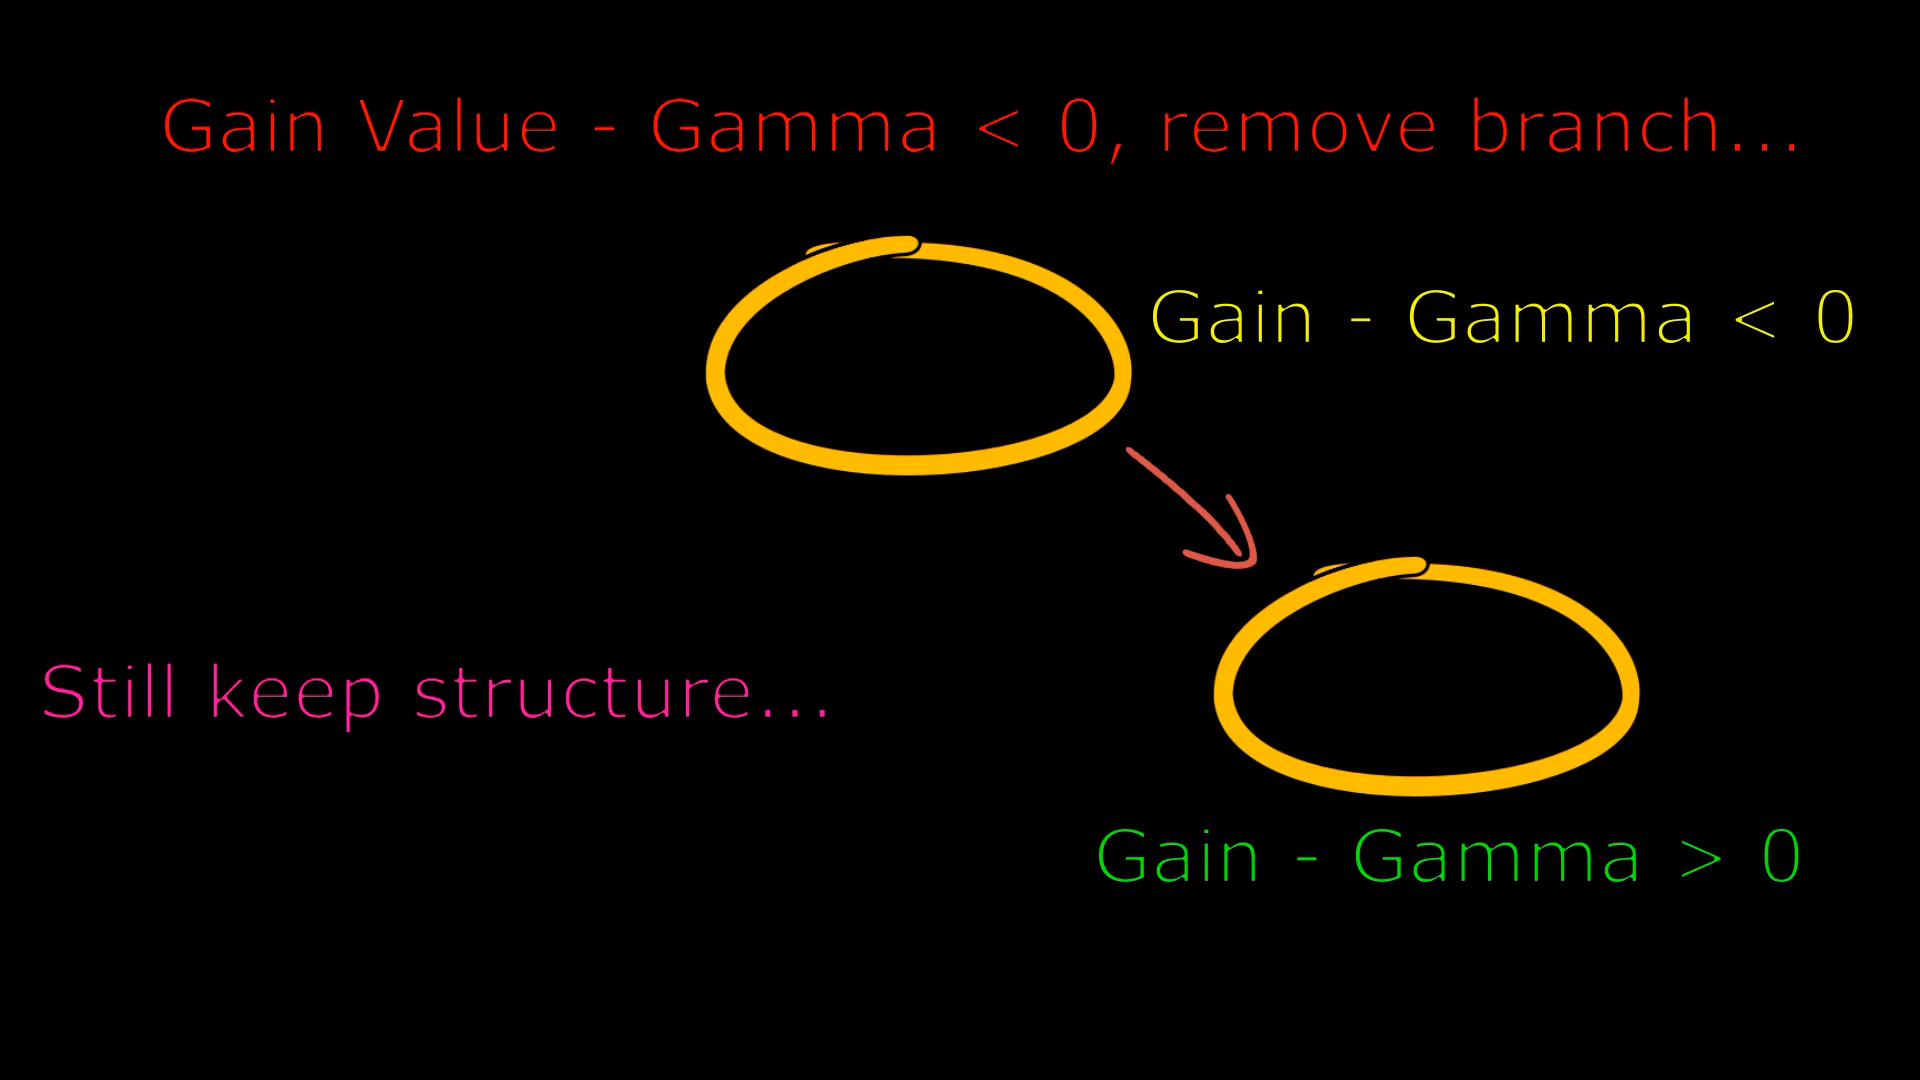 Gain Value - Gamma < 0, remove branch...
Gain - Gamma < 0
Still keep structure...
Gain - Gamma > 0